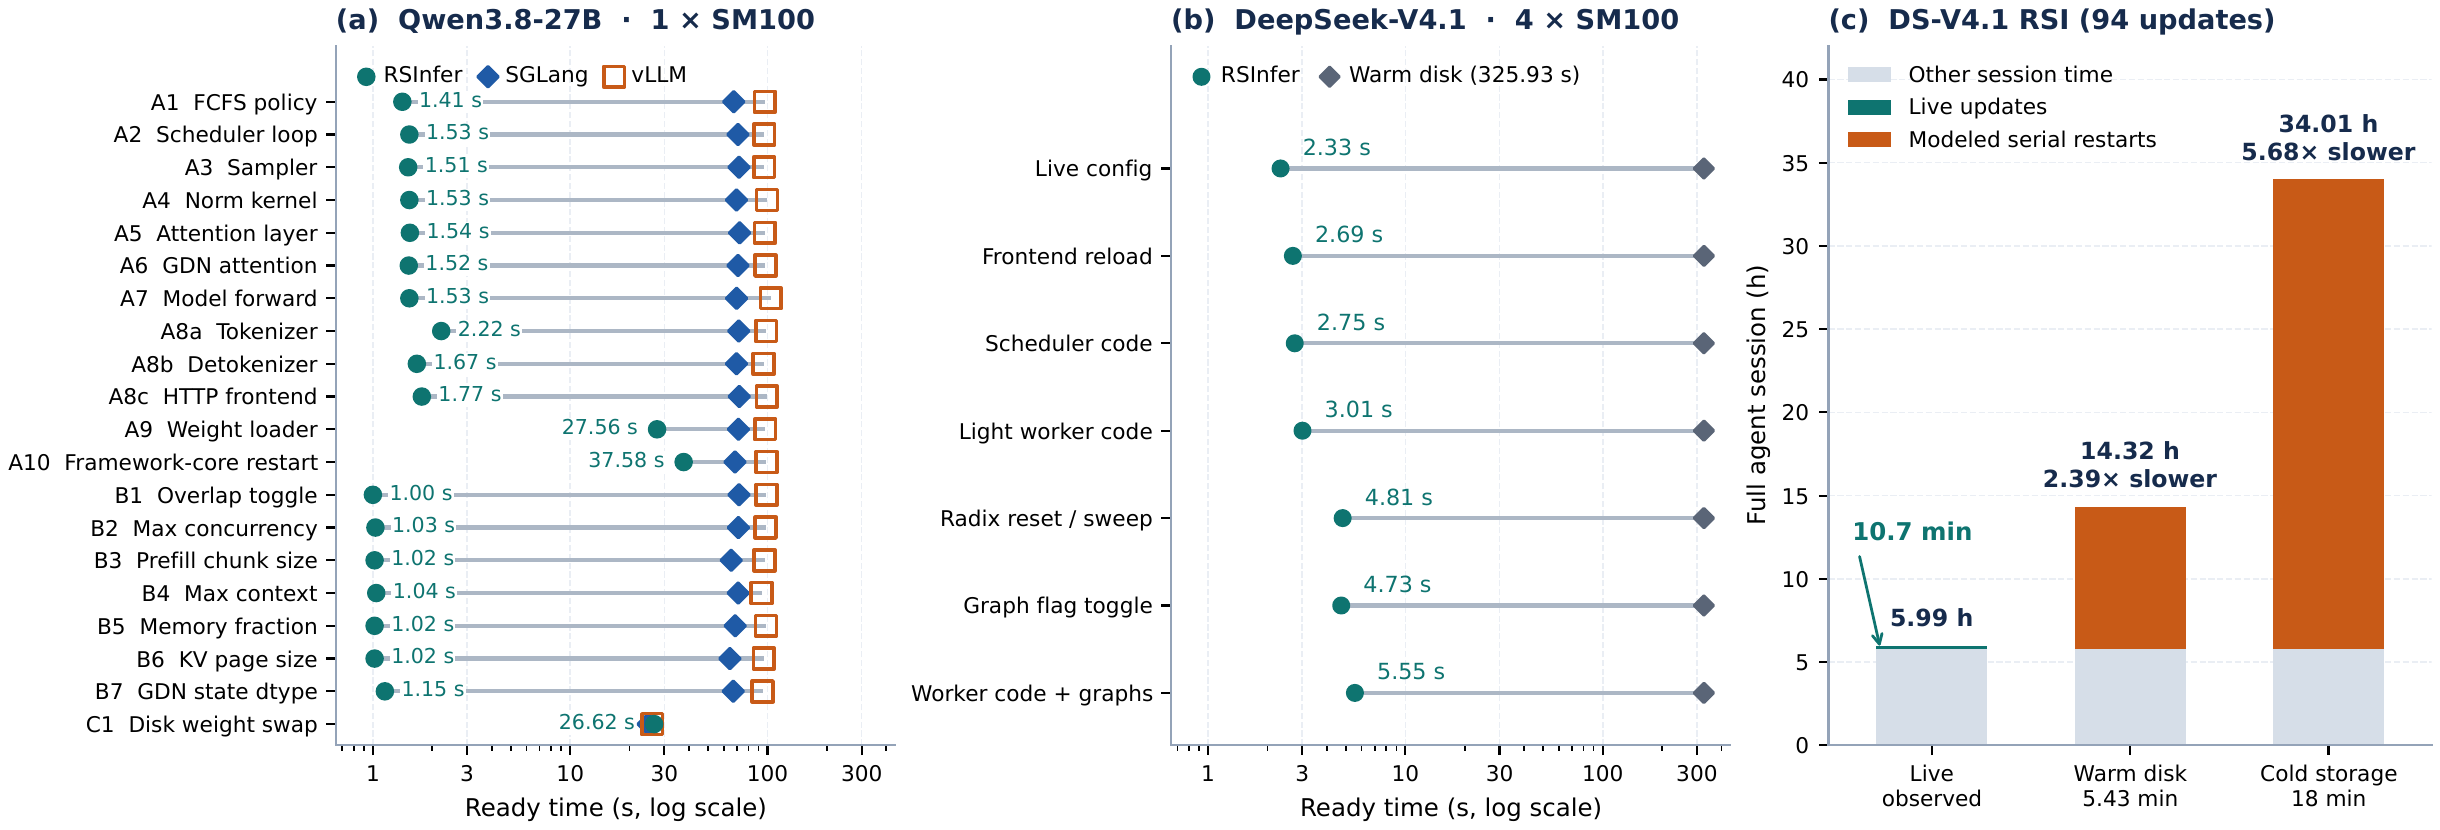 (a)  Qwen3.8-27B  ·  1 × SM100
RSInfer  SGLang  vLLM
A1  FCFS policy  1.41 s
A2  Scheduler loop  1.53 s
A3  Sampler  1.51 s
A4  Norm kernel  1.53 s
A5  Attention layer  1.54 s
A6  GDN attention  1.52 s
A7  Model forward  1.53 s
A8a  Tokenizer  2.22 s
A8b  Detokenizer  1.67 s
A8c  HTTP frontend  1.77 s
A9  Weight loader  27.56 s
A10  Framework-core restart  37.58 s
B1  Overlap toggle  1.00 s
B2  Max concurrency  1.03 s
B3  Prefill chunk size  1.02 s
B4  Max context  1.04 s
B5  Memory fraction  1.02 s
B6  KV page size  1.02 s
B7  GDN state dtype  1.15 s
C1  Disk weight swap  26.62 s
1  3  10  30  100  300
Ready time (s, log scale)
(b)  DeepSeek-V4.1  ·  4 × SM100
RSInfer  Warm disk (325.93 s)
Live config  2.33 s
Frontend reload  2.69 s
Scheduler code  2.75 s
Light worker code  3.01 s
Radix reset / sweep  4.81 s
Graph flag toggle  4.73 s
Worker code + graphs  5.55 s
1  3  10  30  100  300
Ready time (s, log scale)
(c)  DS-V4.1 RSI (94 updates)
Other session time
Live updates
Modeled serial restarts
Full agent session (h)
40
35
30
25
20
15
10
5
0
34.01 h
5.68× slower
14.32 h
2.39× slower
10.7 min
5.99 h
Live
observed
Warm disk
5.43 min
Cold storage
18 min